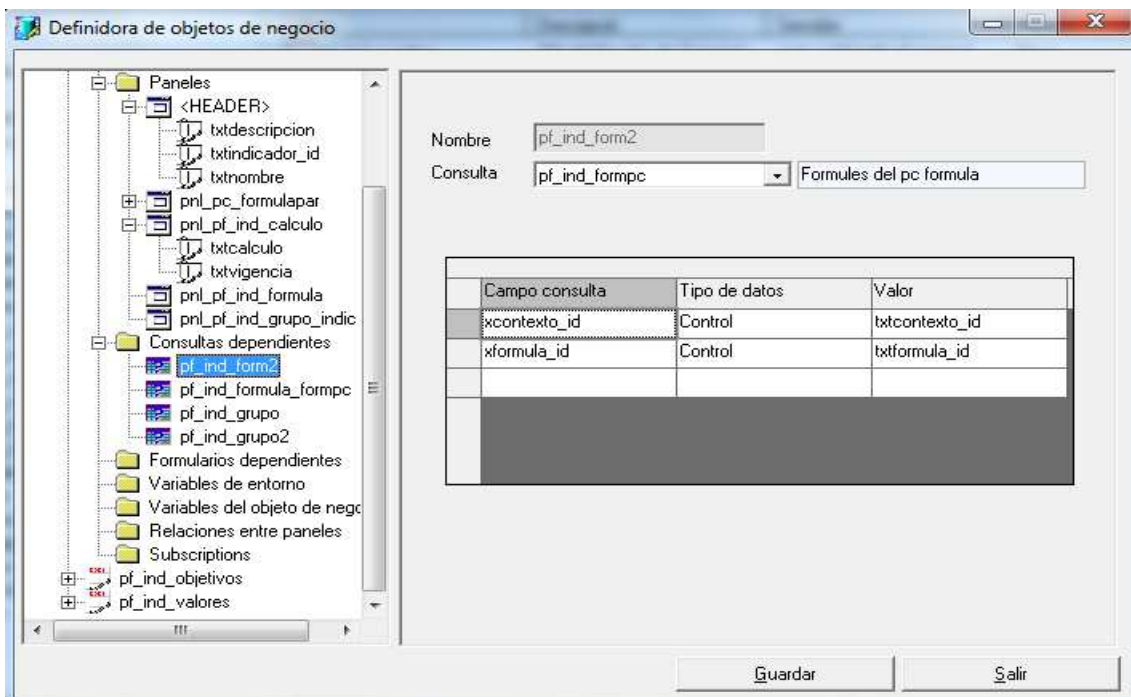 Definidora de objetos de negocio
Paneles
<HEADER>
txtdescripcion
txtindicador_id
txtnombre
pnl_pc_formulapar
pnl_pf_ind_calculo
txtcalculo
txtvigencia
pnl_pf_ind_formula
pnl_pf_ind_grupo_indic
Consultas dependientes
pf_ind_form2
pf_ind_formula_formpc
pf_ind_grupo
pf_ind_grupo2
Formularios dependientes
Variables de entorno
Variables del objeto de nego
Relaciones entre paneles
Subscriptions
pf_ind_objetivos
pf_ind_valores
Nombre pf_ind_form2
Consulta pf_ind_formpc Formules del pc formula
Campo consulta Tipo de datos Valor
xcontexto_id Control txtcontexto_id
xformula_id Control txtformula_id
Guardar Salir